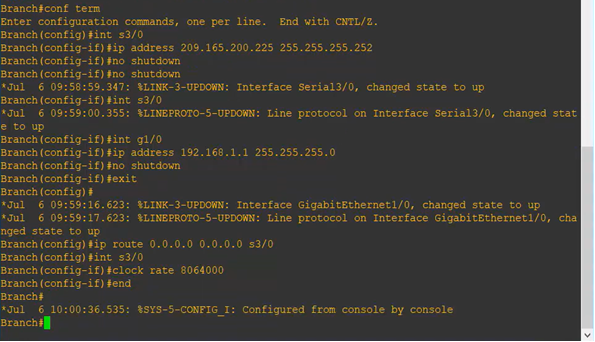 Branch#conf term
Enter configuration commands, one per line.  End with CNTL/Z.
Branch(config)#int s3/0
Branch(config-if)#ip address 209.165.200.225 255.255.255.252
Branch(config-if)#no shutdown
Branch(config-if)#no shutdown
*Jul  6 09:58:59.347: %LINK-3-UPDOWN: Interface Serial3/0, changed state to up
Branch(config-if)#int s3/0
*Jul  6 09:59:00.355: %LINEPROTO-5-UPDOWN: Line protocol on Interface Serial3/0, changed stat
e to up
Branch(config-if)#int g1/0
Branch(config-if)#ip address 192.168.1.1 255.255.255.0
Branch(config-if)#no shutdown
Branch(config-if)#exit
Branch(config)#
*Jul  6 09:59:16.623: %LINK-3-UPDOWN: Interface GigabitEthernet1/0, changed state to up
*Jul  6 09:59:17.623: %LINEPROTO-5-UPDOWN: Line protocol on Interface GigabitEthernet1/0, cha
nged state to up
Branch(config)#ip route 0.0.0.0 0.0.0.0 s3/0
Branch(config)#int s3/0
Branch(config-if)#clock rate 8064000
Branch(config-if)#end
Branch#
*Jul  6 10:00:36.535: %SYS-5-CONFIG_I: Configured from console by console
Branch#